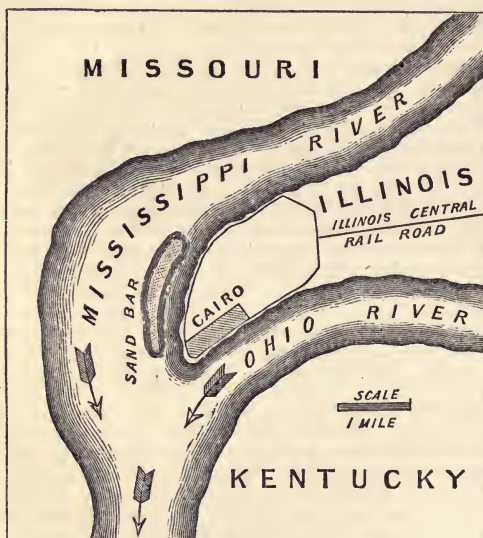 MISSOURI
MISSISSIPPI RIVER
ILLINOIS
ILLINOIS CENTRAL
RAIL ROAD
SAND BAR
CAIRO
OHIO RIVER
SCALE
1 MILE
KENTUCKY